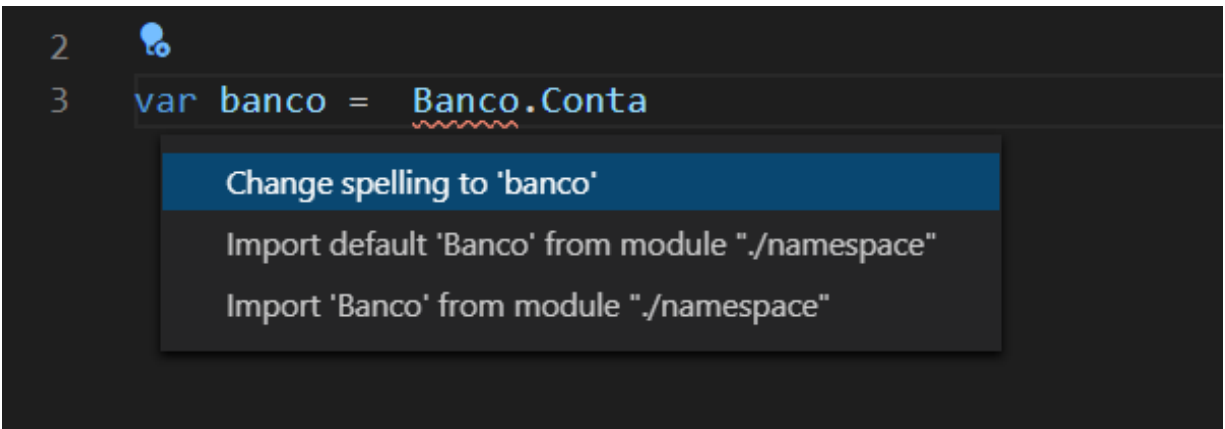 2
3 var banco =  Banco.Conta
Change spelling to 'banco'
Import default 'Banco' from module "./namespace"
Import 'Banco' from module "./namespace"